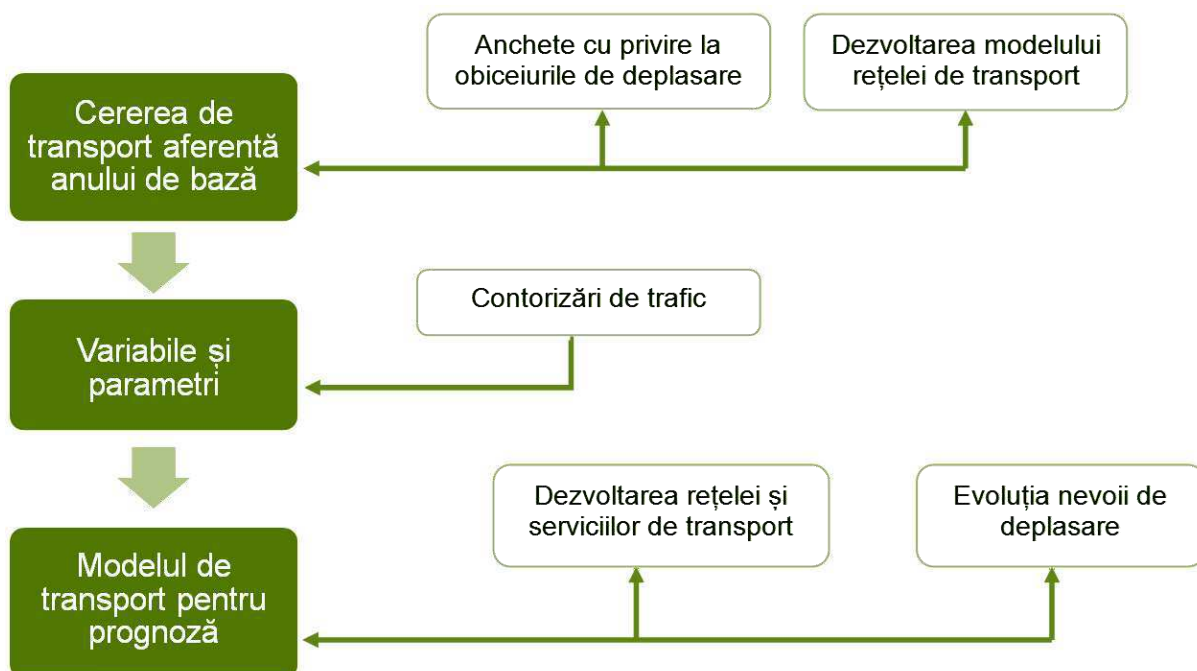 Anchete cu privire la
obiceiurile de deplasare
Dezvoltarea modelului
rețelei de transport
Cererea de
transport aferentă
anului de bază
Contorizări de trafic
Variabile și
parametri
Dezvoltarea rețelei și
serviciilor de transport
Evoluția nevoii de
deplasare
Modelul de
transport pentru
prognoză